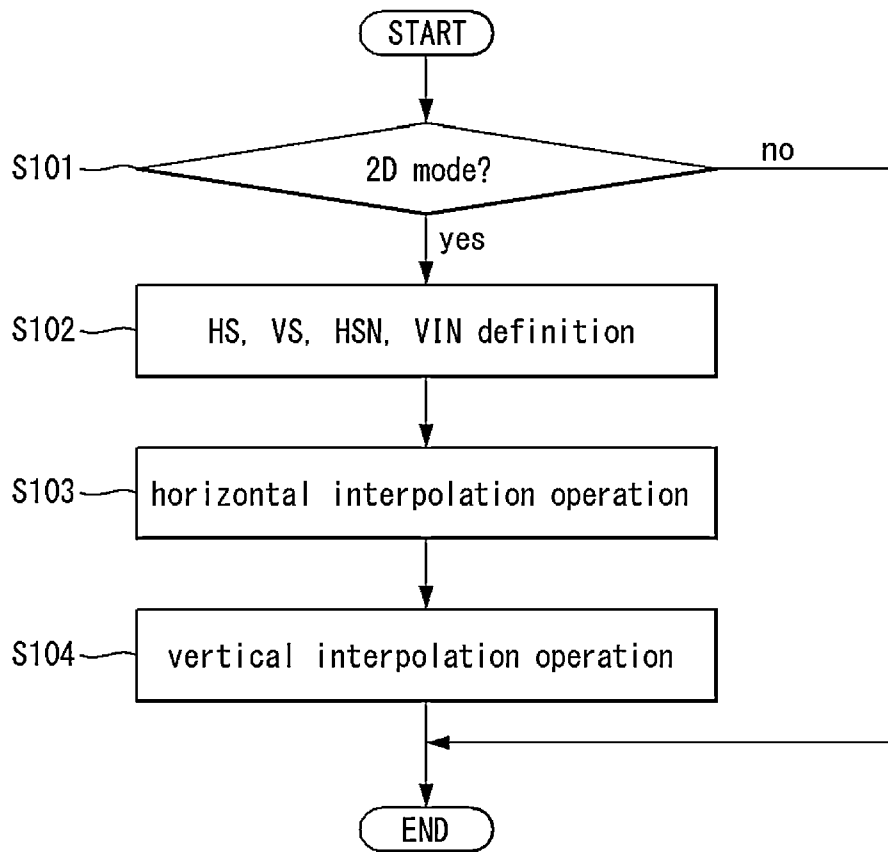 START
S101
2D mode?
no
yes
S102
HS, VS, HSN, VIN definition
S103
horizontal interpolation operation
S104
vertical interpolation operation
END